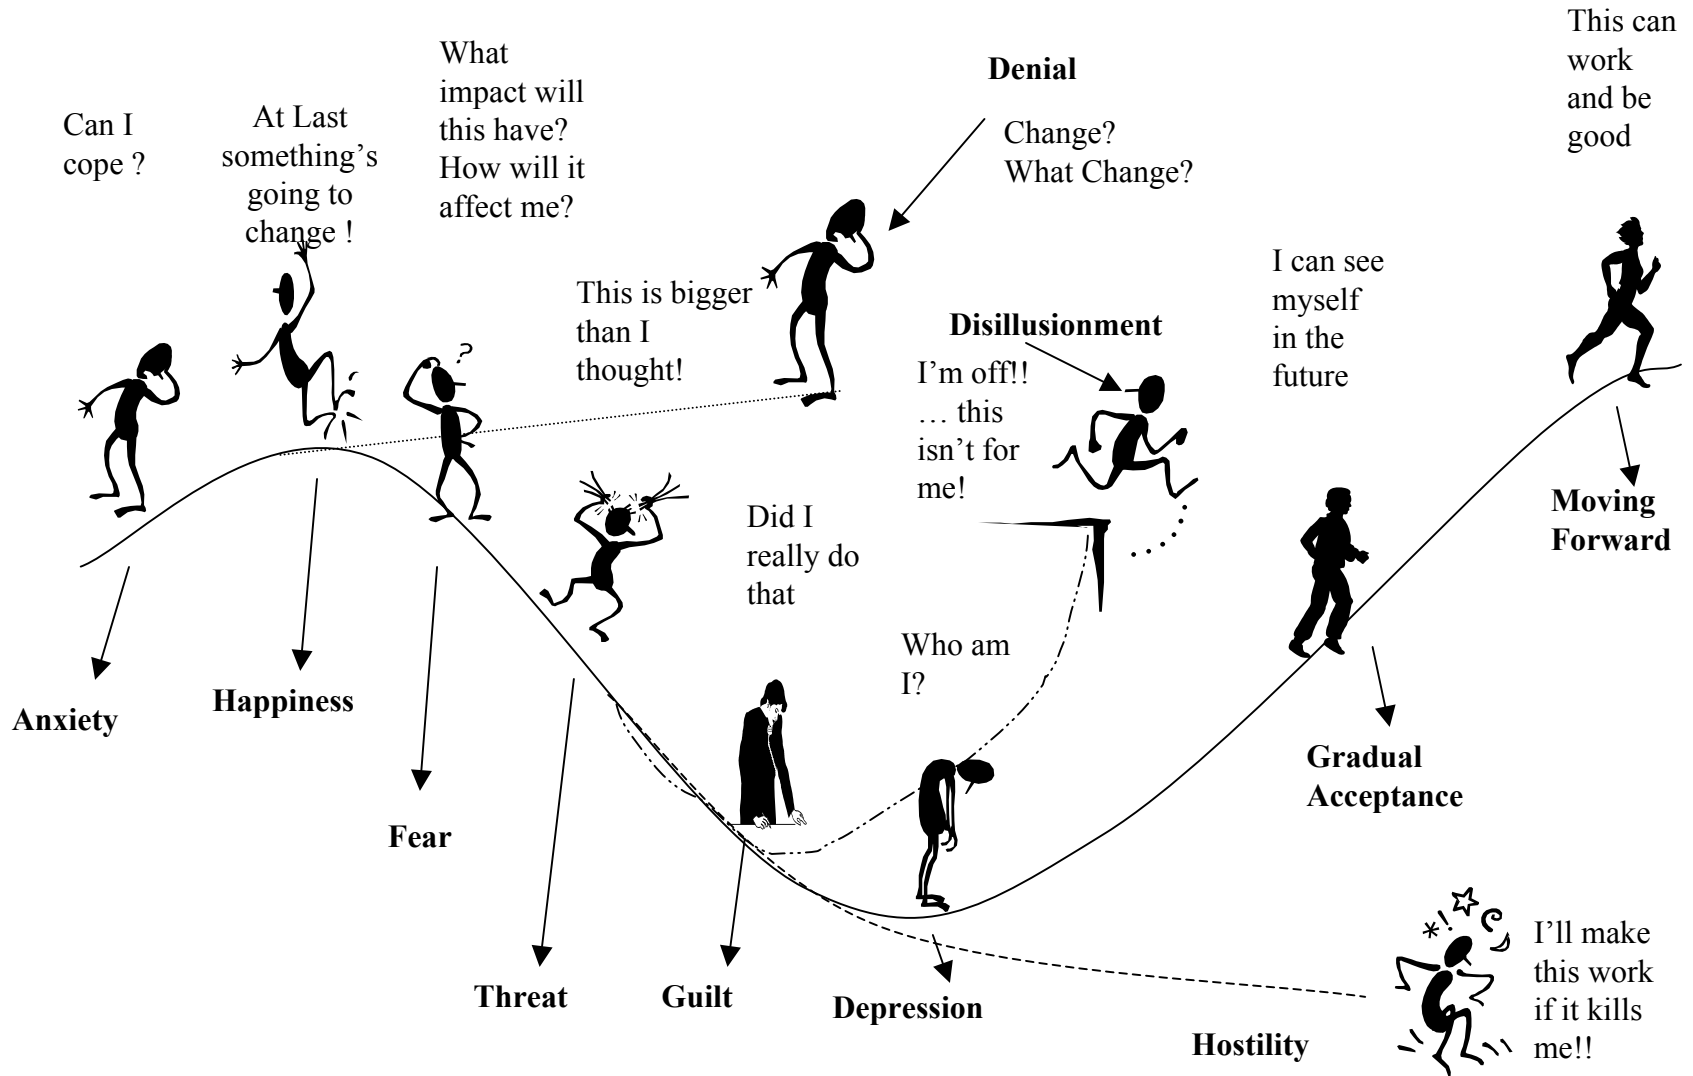 Can I
cope ?
At Last
something’s
going to
change !
What
impact will
this have?
How will it
affect me?
This is bigger
than I
thought!
Denial
Change?
What Change?
Disillusionment
I’m off!!
… this
isn’t for
me!
I can see
myself
in the
future
This can
work
and be
good
?
Did I
really do
that
Who am
I?
Moving
Forward
Anxiety
Happiness
Fear
Threat
Guilt
Depression
Gradual
Acceptance
Hostility
*!
I’ll make
this work
if it kills
me!!